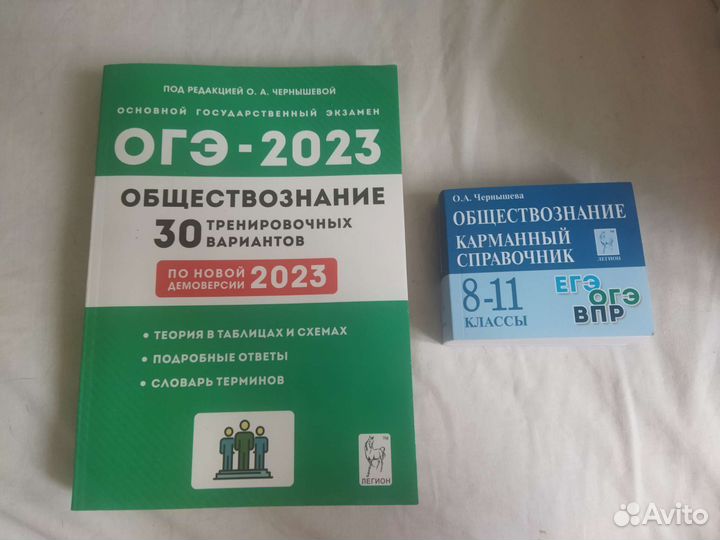 ПОД РЕДАКЦИЕЙ О. А. ЧЕРНЫШЕВОЙ
ОСНОВНОЙ ГОСУДАРСТВЕННЫЙ ЭКЗАМЕН
ОГЭ - 2023
ОБЩЕСТВОЗНАНИЕ
30 ТРЕНИРОВОЧНЫХ
ВАРИАНТОВ
ПО НОВОЙ
ДЕМОВЕРСИИ 2023
• ТЕОРИЯ В ТАБЛИЦАХ И СХЕМАХ
• ПОДРОБНЫЕ ОТВЕТЫ
• СЛОВАРЬ ТЕРМИНОВ
TM
ЛЕГИОН
О.А. Чернышева
ОБЩЕСТВОЗНАНИЕ
КАРМАННЫЙ
СПРАВОЧНИК
ЛЕГИОН
8-11
КЛАССЫ
ЕГЭ
ОГЭ
ВПР
Avito